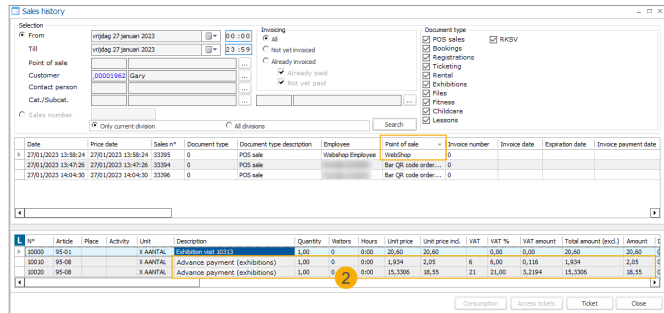 Sales history
Selection
From vrijdag 27 januari 2023 00 :00
Till vrijdag 27 januari 2023 23 :59
Point of sale ...
Customer _00001962 Gary ...
Contact person ...
Cat./Subcat. ... ...
Sales number
Only current division All divisions Search
Invoicing
All
Not yet invoiced
Already invoiced
Already paid
Not yet paid
Document type
POS sales RKSV
Bookings
Registrations
Ticketing
Rental
Exhibitions
Files
Fitness
Childcare
Lessons
Date Price date Sales n° Document type Document type description Employee Point of sale Invoice number Invoice date Expiration date Invoice payment date
27/01/2023 13:58:24 27/01/2023 13:58:24 33395 0 POS sale Webshop Employee WebShop 0
27/01/2023 13:47:26 27/01/2023 13:47:26 33394 0 POS sale Bar QR code order... 0
27/01/2023 14:04:30 27/01/2023 14:04:30 33396 0 POS sale Bar QR code order... 0
L N° Article Place Activity Unit Description Quantity Visitors Hours Unit price Unit price incl. VAT VAT % VAT amount Total amount (excl.) Amount D
10000 95-01 X AANTAL Exhibition visit 10313 1,00 0 0:00 20,60 20,60 0,00 0,00 20,60 20,60 0
10010 95-08 X AANTAL Advance payment (exhibitions) 1,00 0 0:00 1,934 2,05 6 6,00 0,116 1,934 2,05 0
10020 95-08 X AANTAL Advance payment (exhibitions) 1,00 0 0:00 15,3306 18,55 21 21,00 3,2194 15,3306 18,55 0
2
Consumption Access tickets Ticket Close